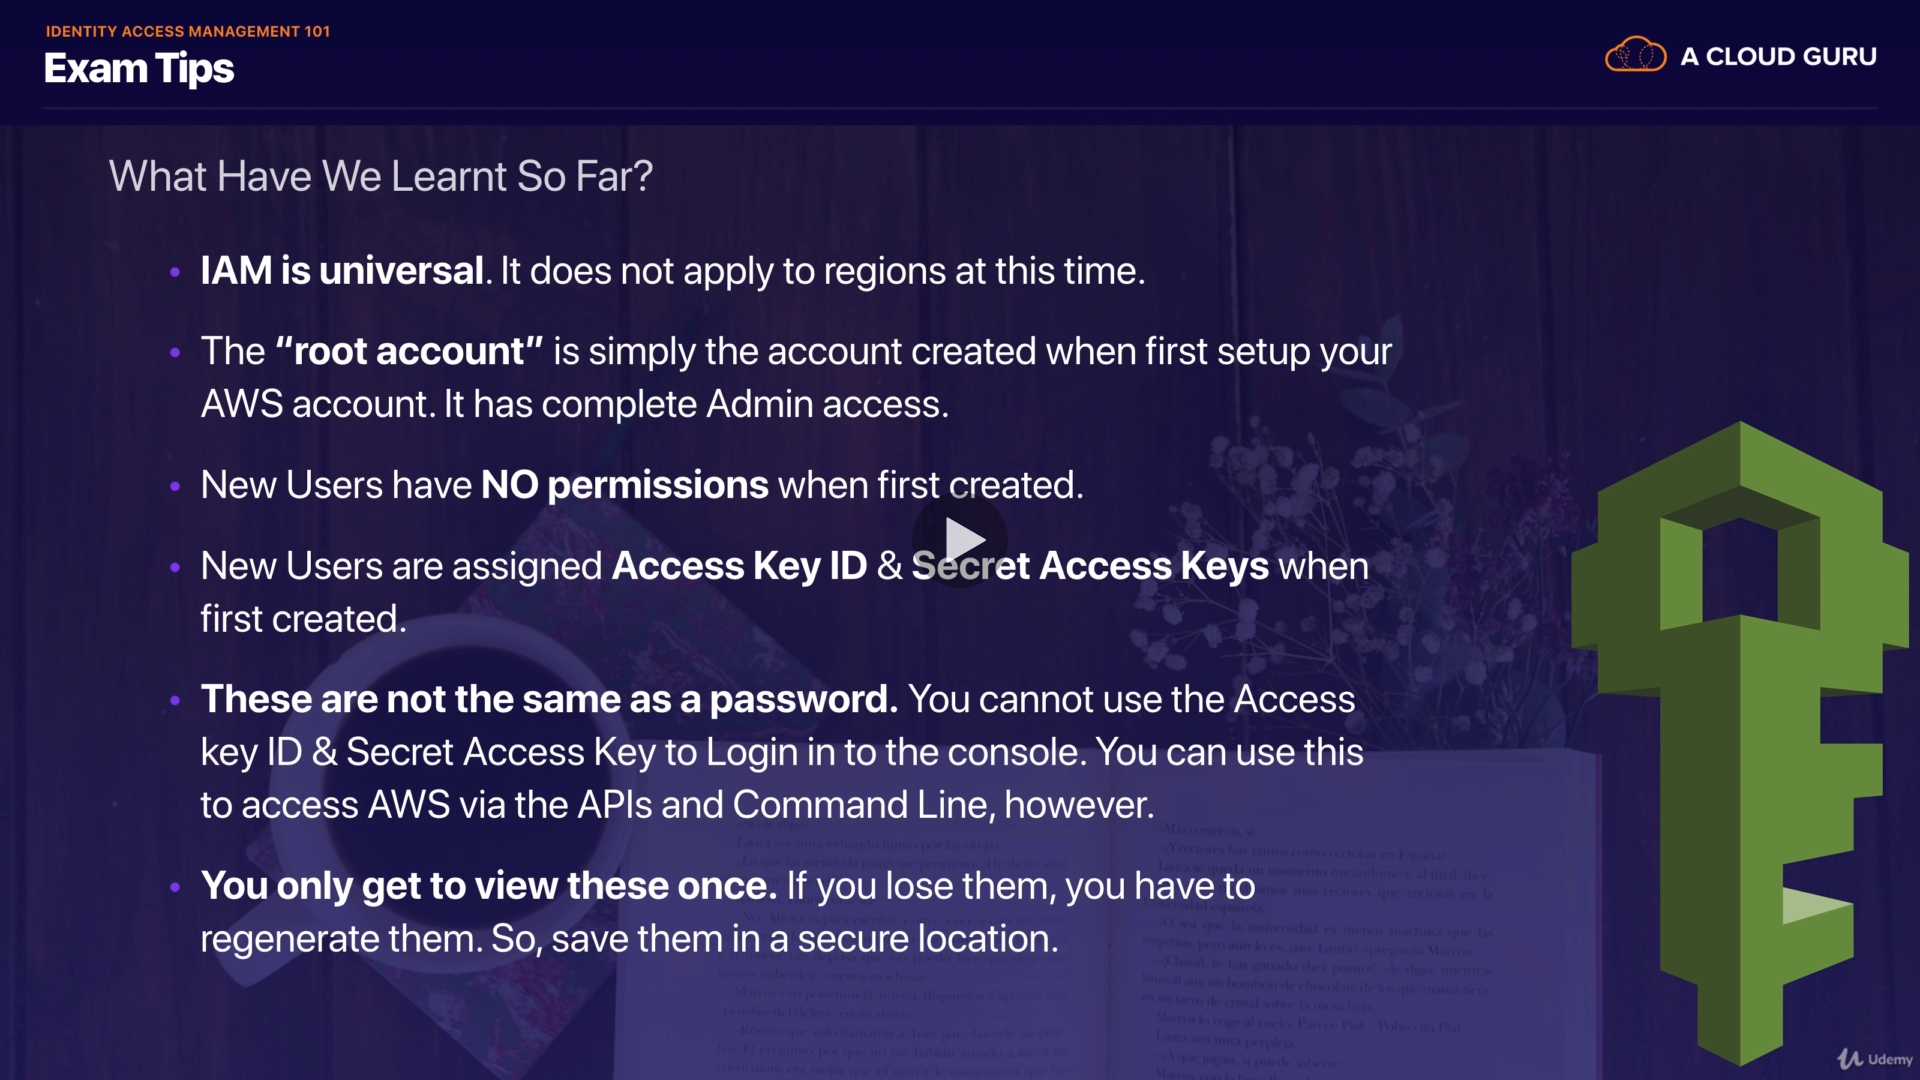 IDENTITY ACCESS MANAGEMENT 101
Exam Tips
A CLOUD GURU
What Have We Learnt So Far?
• IAM is universal. It does not apply to regions at this time.
• The “root account” is simply the account created when first setup your
AWS account. It has complete Admin access.
• New Users have NO permissions when first created.
• New Users are assigned Access Key ID & Secret Access Keys when
first created.
• These are not the same as a password. You cannot use the Access
key ID & Secret Access Key to Login in to the console. You can use this
to access AWS via the APIs and Command Line, however.
• You only get to view these once. If you lose them, you have to
regenerate them. So, save them in a secure location.
Udemy